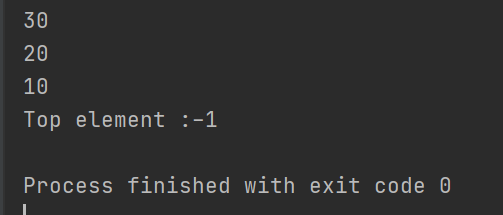 30
20
10
Top element :-1
Process finished with exit code 0